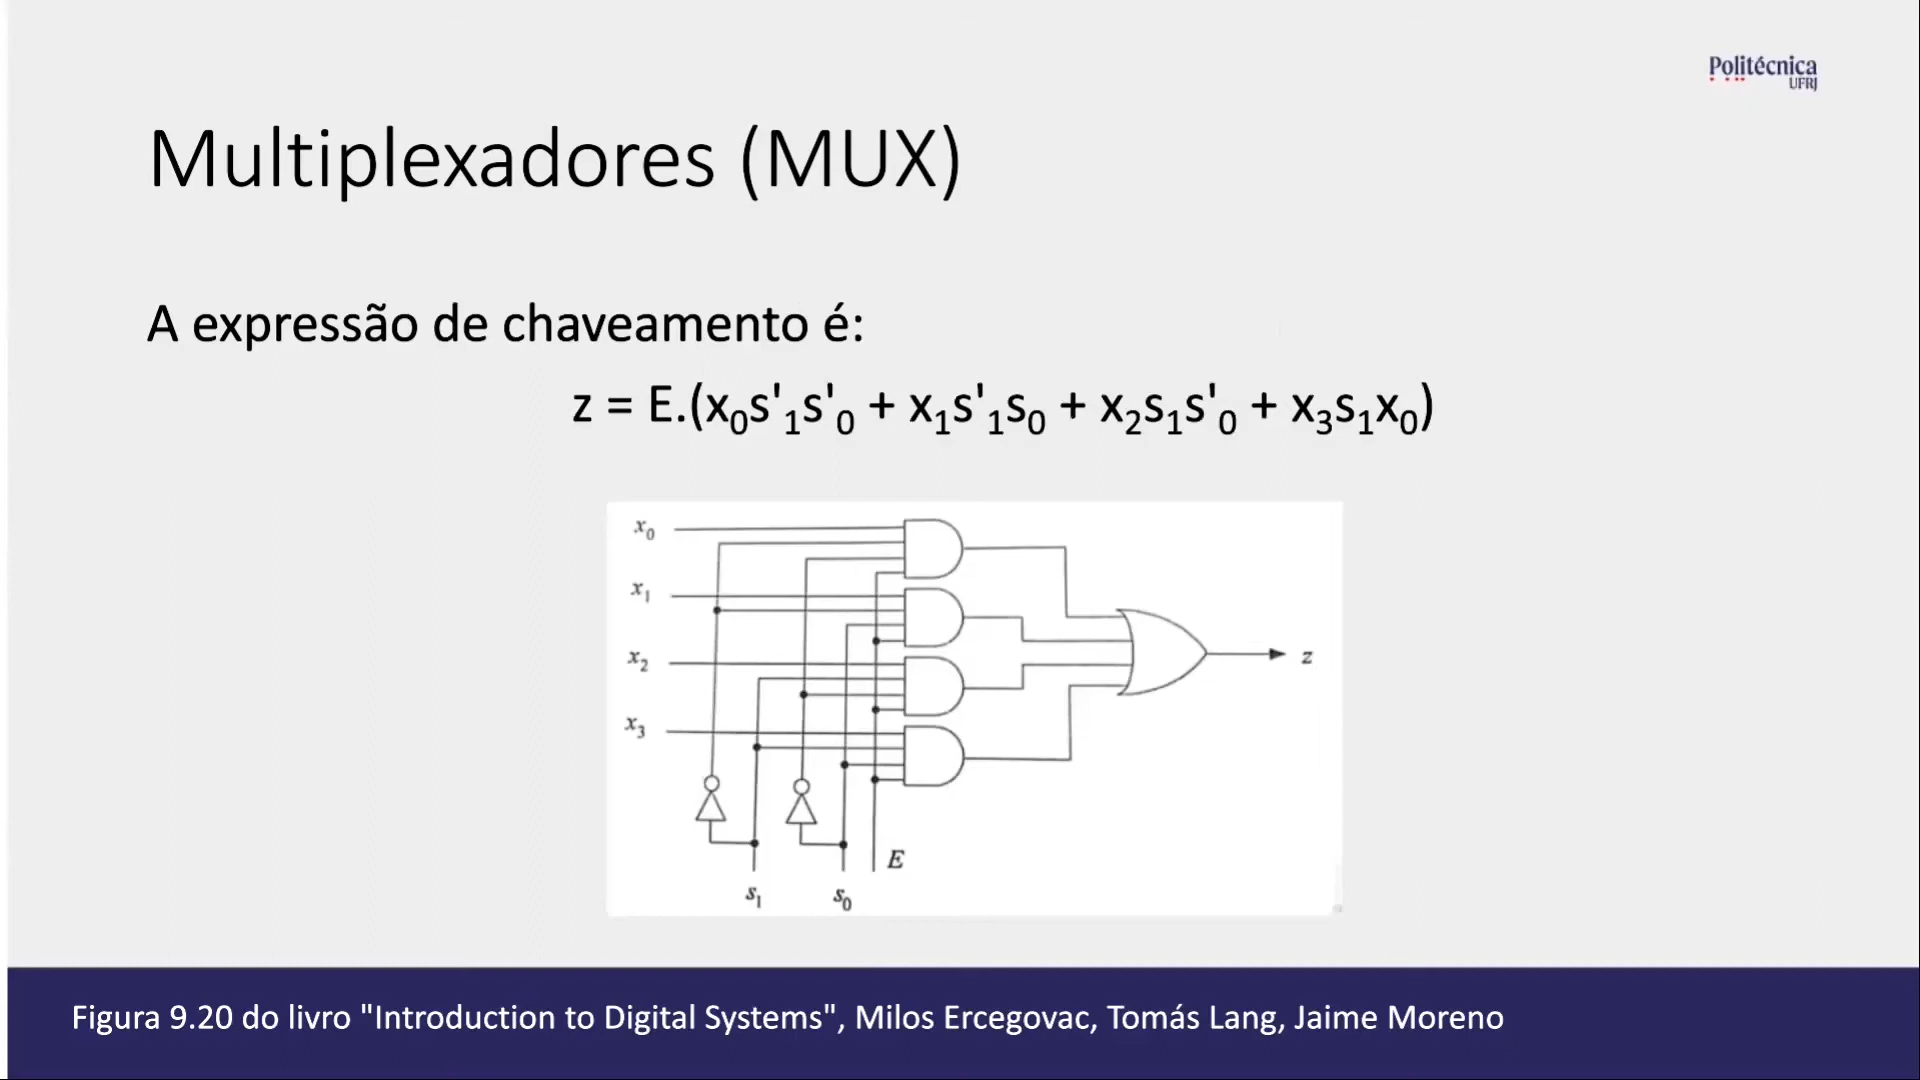 Politécnica
UFRJ
Multiplexadores (MUX)
A expressão de chaveamento é:
z = E.(x₀s'₁s'₀ + x₁s'₁s₀ + x₂s₁s'₀ + x₃s₁x₀)
x₀
x₁
x₂
x₃
z
E
s₁
s₀
Figura 9.20 do livro "Introduction to Digital Systems", Milos Ercegovac, Tomás Lang, Jaime Moreno